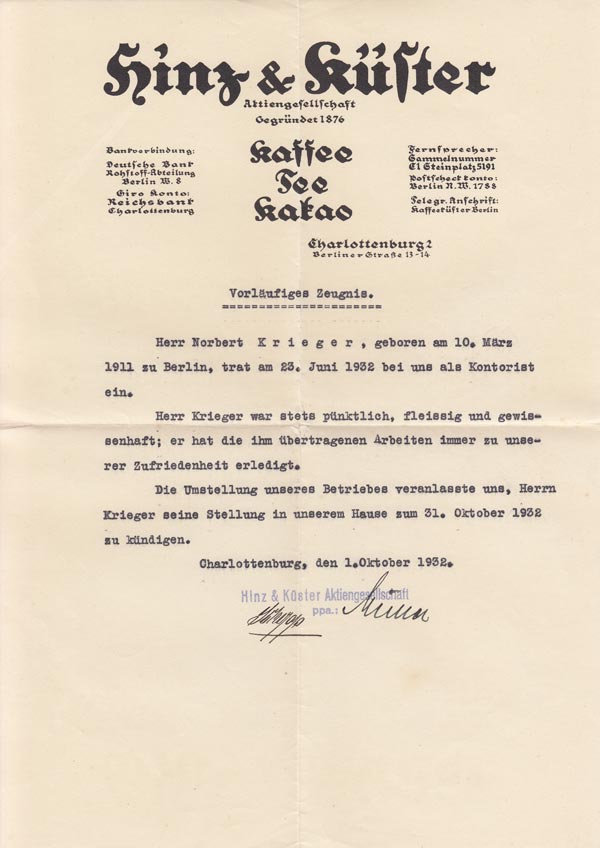 Hinz & Küster
Aktiengesellschaft
Gegründet 1876
Bankverbindung:
Deutsche Bank
Rohstoff-Abteilung
Berlin W. 8
Giro Konto:
Reichsbank
Charlottenburg
Kaffee
Tee
Kakao
Fernsprecher:
Sammelnummer
C1 Steinplatz 5191
Postscheckkonto:
Berlin N.W. 1788
Telegr. Anschrift:
Kaffeeküster Berlin
Charlottenburg 2
Berliner Straße 13-14
Vorläufiges Zeugnis.
Herr Norbert K r i e g e r , geboren am 10. März
1911 zu Berlin, trat am 23. Juni 1932 bei uns als Kontorist
ein.
Herr Krieger war stets pünktlich, fleissig und gewis-
senhaft; er hat die ihm übertragenen Arbeiten immer zu unse-
rer Zufriedenheit erledigt.
Die Umstellung unseres Betriebes veranlasste uns, Herrn
Krieger seine Stellung in unserem Hause zum 31. Oktober 1932
zu kündigen.
Charlottenburg, den 1.Oktober 1932.
Hinz & Küster Aktiengesellschaft
ppa.: